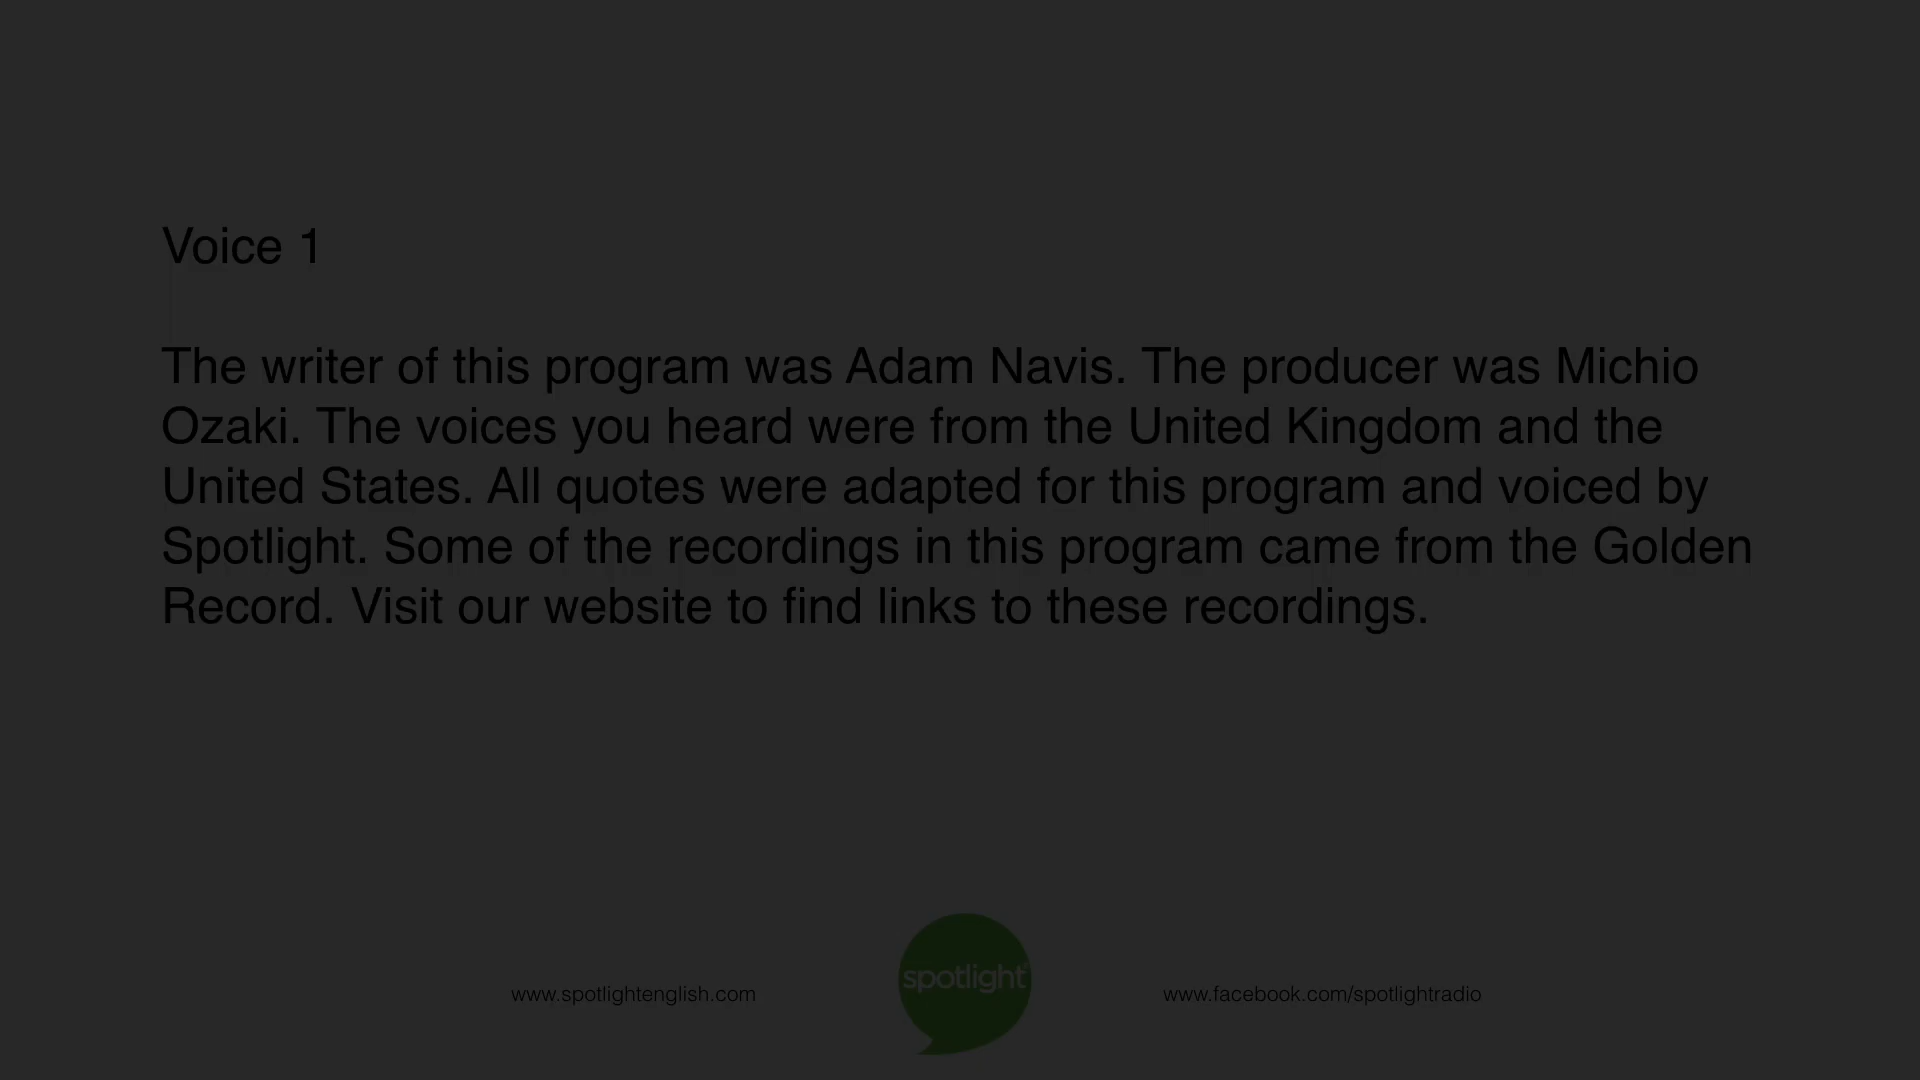 Voice 1
The writer of this program was Adam Navis. The producer was Michio
Ozaki. The voices you heard were from the United Kingdom and the
United States. All quotes were adapted for this program and voiced by
Spotlight. Some of the recordings in this program came from the Golden
Record. Visit our website to find links to these recordings.
www.spotlightenglish.com
spotlight
www.facebook.com/spotlightradio